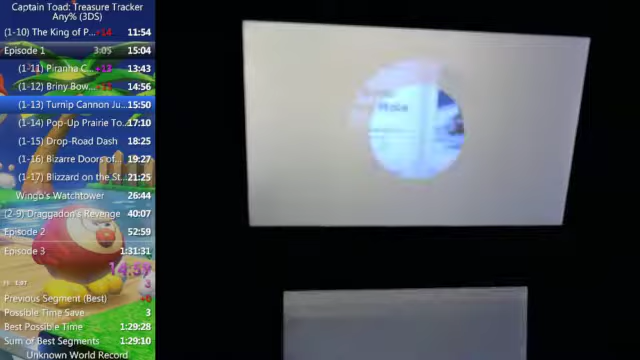 Captain Toad: Treasure Tracker
Any% (3DS)
(1-10) The King of P... +14 11:54
Episode 1 3:05 15:04
(1-11) Piranha C... +13 13:43
(1-12) Briny Bow... 14:56
(1-13) Turnip Cannon Ju... 15:50
(1-14) Pop-Up Prairie To... 17:10
(1-15) Drop-Road Dash 18:25
(1-16) Bizarre Doors of... 19:27
(1-17) Blizzard on the St... 21:25
Wingo's Watchtower 26:44
(2-9) Draggadon's Revenge 40:07
Episode 2 52:59
Episode 3 1:31:31
14:59
3
Previous Segment (Best) +0
Possible Time Save 3
Best Possible Time 1:29:28
Sum of Best Segments 1:29:10
Unknown World Record